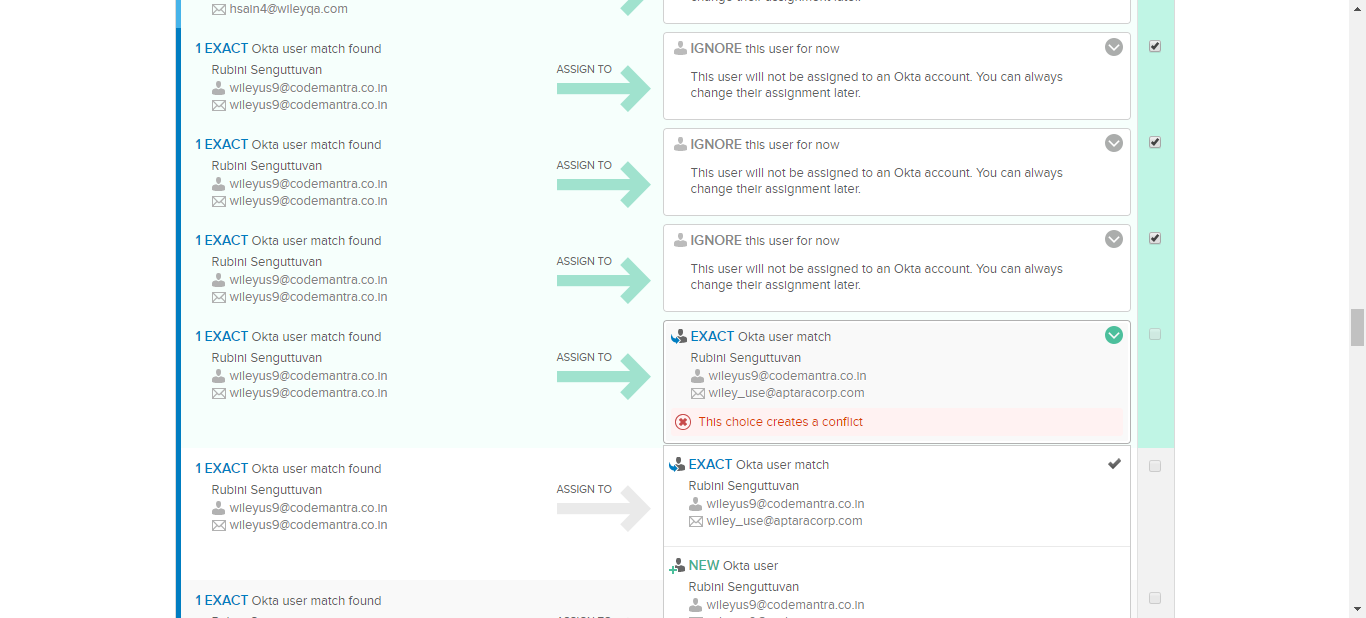 hsain4@wileyqa.com
change their assignment later.
1 EXACT Okta user match found
Rubini Senguttuvan
wileyus9@codemantra.co.in
wileyus9@codemantra.co.in
ASSIGN TO
IGNORE this user for now
This user will not be assigned to an Okta account. You can always
change their assignment later.
1 EXACT Okta user match found
Rubini Senguttuvan
wileyus9@codemantra.co.in
wileyus9@codemantra.co.in
ASSIGN TO
IGNORE this user for now
This user will not be assigned to an Okta account. You can always
change their assignment later.
1 EXACT Okta user match found
Rubini Senguttuvan
wileyus9@codemantra.co.in
wileyus9@codemantra.co.in
ASSIGN TO
IGNORE this user for now
This user will not be assigned to an Okta account. You can always
change their assignment later.
1 EXACT Okta user match found
Rubini Senguttuvan
wileyus9@codemantra.co.in
wileyus9@codemantra.co.in
ASSIGN TO
EXACT Okta user match
Rubini Senguttuvan
wileyus9@codemantra.co.in
wiley_use@aptaracorp.com
This choice creates a conflict
1 EXACT Okta user match found
Rubini Senguttuvan
wileyus9@codemantra.co.in
wileyus9@codemantra.co.in
ASSIGN TO
EXACT Okta user match
Rubini Senguttuvan
wileyus9@codemantra.co.in
wiley_use@aptaracorp.com
NEW Okta user
Rubini Senguttuvan
wileyus9@codemantra.co.in
1 EXACT Okta user match found